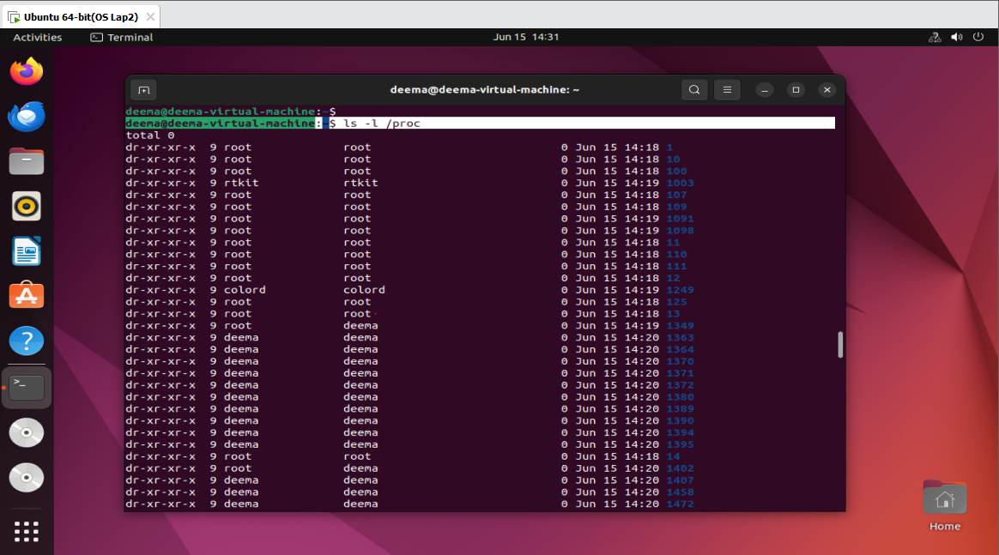 Ubuntu 64-bit(OS Lap2)
Activities Terminal Jun 15 14:31
deema@deema-virtual-machine: ~
deema@deema-virtual-machine:~$
deema@deema-virtual-machine:~$ ls -l /proc
total 0
dr-xr-xr-x 9 root root 0 Jun 15 14:18 1
dr-xr-xr-x 9 root root 0 Jun 15 14:18 10
dr-xr-xr-x 9 root root 0 Jun 15 14:18 100
dr-xr-xr-x 9 rtkit rtkit 0 Jun 15 14:19 1003
dr-xr-xr-x 9 root root 0 Jun 15 14:18 107
dr-xr-xr-x 9 root root 0 Jun 15 14:18 109
dr-xr-xr-x 9 root root 0 Jun 15 14:19 1091
dr-xr-xr-x 9 root root 0 Jun 15 14:19 1098
dr-xr-xr-x 9 root root 0 Jun 15 14:18 11
dr-xr-xr-x 9 root root 0 Jun 15 14:18 110
dr-xr-xr-x 9 root root 0 Jun 15 14:18 111
dr-xr-xr-x 9 root root 0 Jun 15 14:18 12
dr-xr-xr-x 9 colord colord 0 Jun 15 14:19 1249
dr-xr-xr-x 9 root root 0 Jun 15 14:18 125
dr-xr-xr-x 9 root root 0 Jun 15 14:18 13
dr-xr-xr-x 9 root deema 0 Jun 15 14:19 1349
dr-xr-xr-x 9 deema deema 0 Jun 15 14:20 1363
dr-xr-xr-x 9 deema deema 0 Jun 15 14:20 1364
dr-xr-xr-x 9 deema deema 0 Jun 15 14:20 1370
dr-xr-xr-x 9 deema deema 0 Jun 15 14:20 1371
dr-xr-xr-x 9 deema deema 0 Jun 15 14:20 1372
dr-xr-xr-x 9 deema deema 0 Jun 15 14:20 1380
dr-xr-xr-x 9 deema deema 0 Jun 15 14:20 1389
dr-xr-xr-x 9 deema deema 0 Jun 15 14:20 1390
dr-xr-xr-x 9 deema deema 0 Jun 15 14:20 1394
dr-xr-xr-x 9 deema deema 0 Jun 15 14:20 1395
dr-xr-xr-x 9 root root 0 Jun 15 14:18 14
dr-xr-xr-x 9 root deema 0 Jun 15 14:20 1402
dr-xr-xr-x 9 deema deema 0 Jun 15 14:20 1407
dr-xr-xr-x 9 deema deema 0 Jun 15 14:20 1458
dr-xr-xr-x 9 deema deema 0 Jun 15 14:20 1472
Home